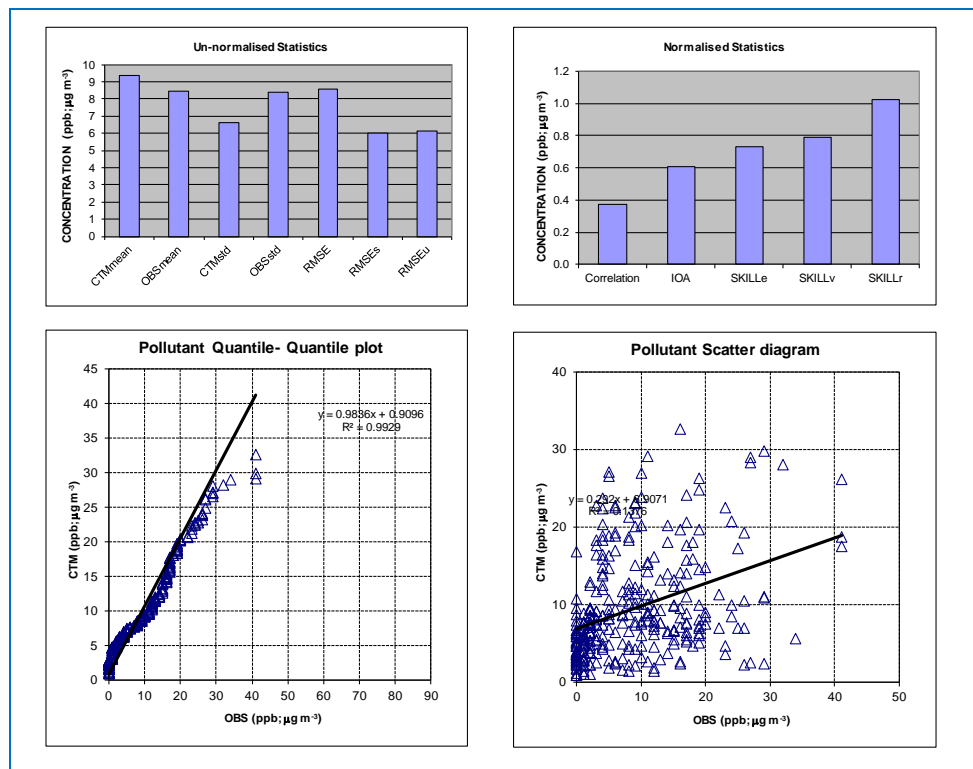 Un-normalised Statistics
CONCENTRATION (ppb;µg m⁻³)
10
9
8
7
6
5
4
3
2
1
0
CTMmean
OBSmean
CTMstd
OBSstd
RMSE
RMSEs
RMSEu
Normalised Statistics
CONCENTRATION (ppb;µg m⁻³)
1.2
1.0
0.8
0.6
0.4
0.2
0.0
Correlation
IOA
SKILLe
SKILLv
SKILLr
Pollutant Quantile- Quantile plot
CTM (ppb;µg m⁻³)
45
40
35
30
25
20
15
10
5
0
y = 0.9836x + 0.9096
R² = 0.9929
0
10
20
30
40
50
60
70
80
90
OBS (ppb;µg m⁻³)
Pollutant Scatter diagram
CTM (ppb;µg m⁻³)
40
30
20
10
0
y =
R² =
0
10
20
30
40
50
OBS (ppb;µg m⁻³)